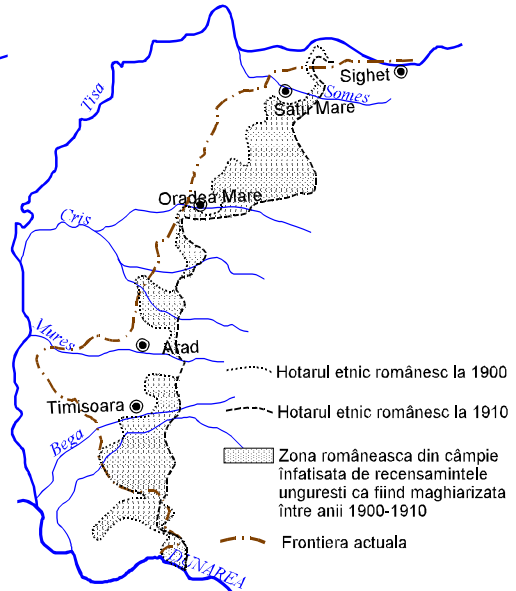 Sighet
Tisa
Somes
Satu Mare
Oradea Mare
Cris
Mures
Arad
Hotarul etnic românesc la 1900
Timisoara
Hotarul etnic românesc la 1910
Bega
Zona româneasca din câmpie
înfatisata de recensamintele
unguresti ca fiind maghiarizata
între anii 1900-1910
Frontiera actuala
DUNAREA